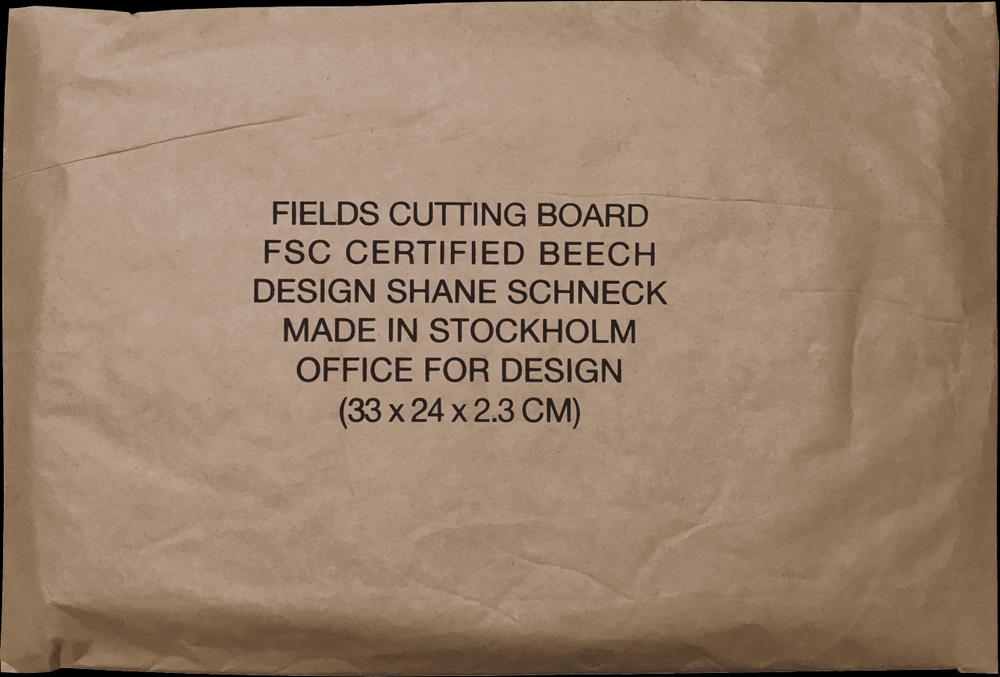 FIELDS CUTTING BOARD
FSC CERTIFIED BEECH
DESIGN SHANE SCHNECK
MADE IN STOCKHOLM
OFFICE FOR DESIGN
(33 x 24 x 2.3 CM)